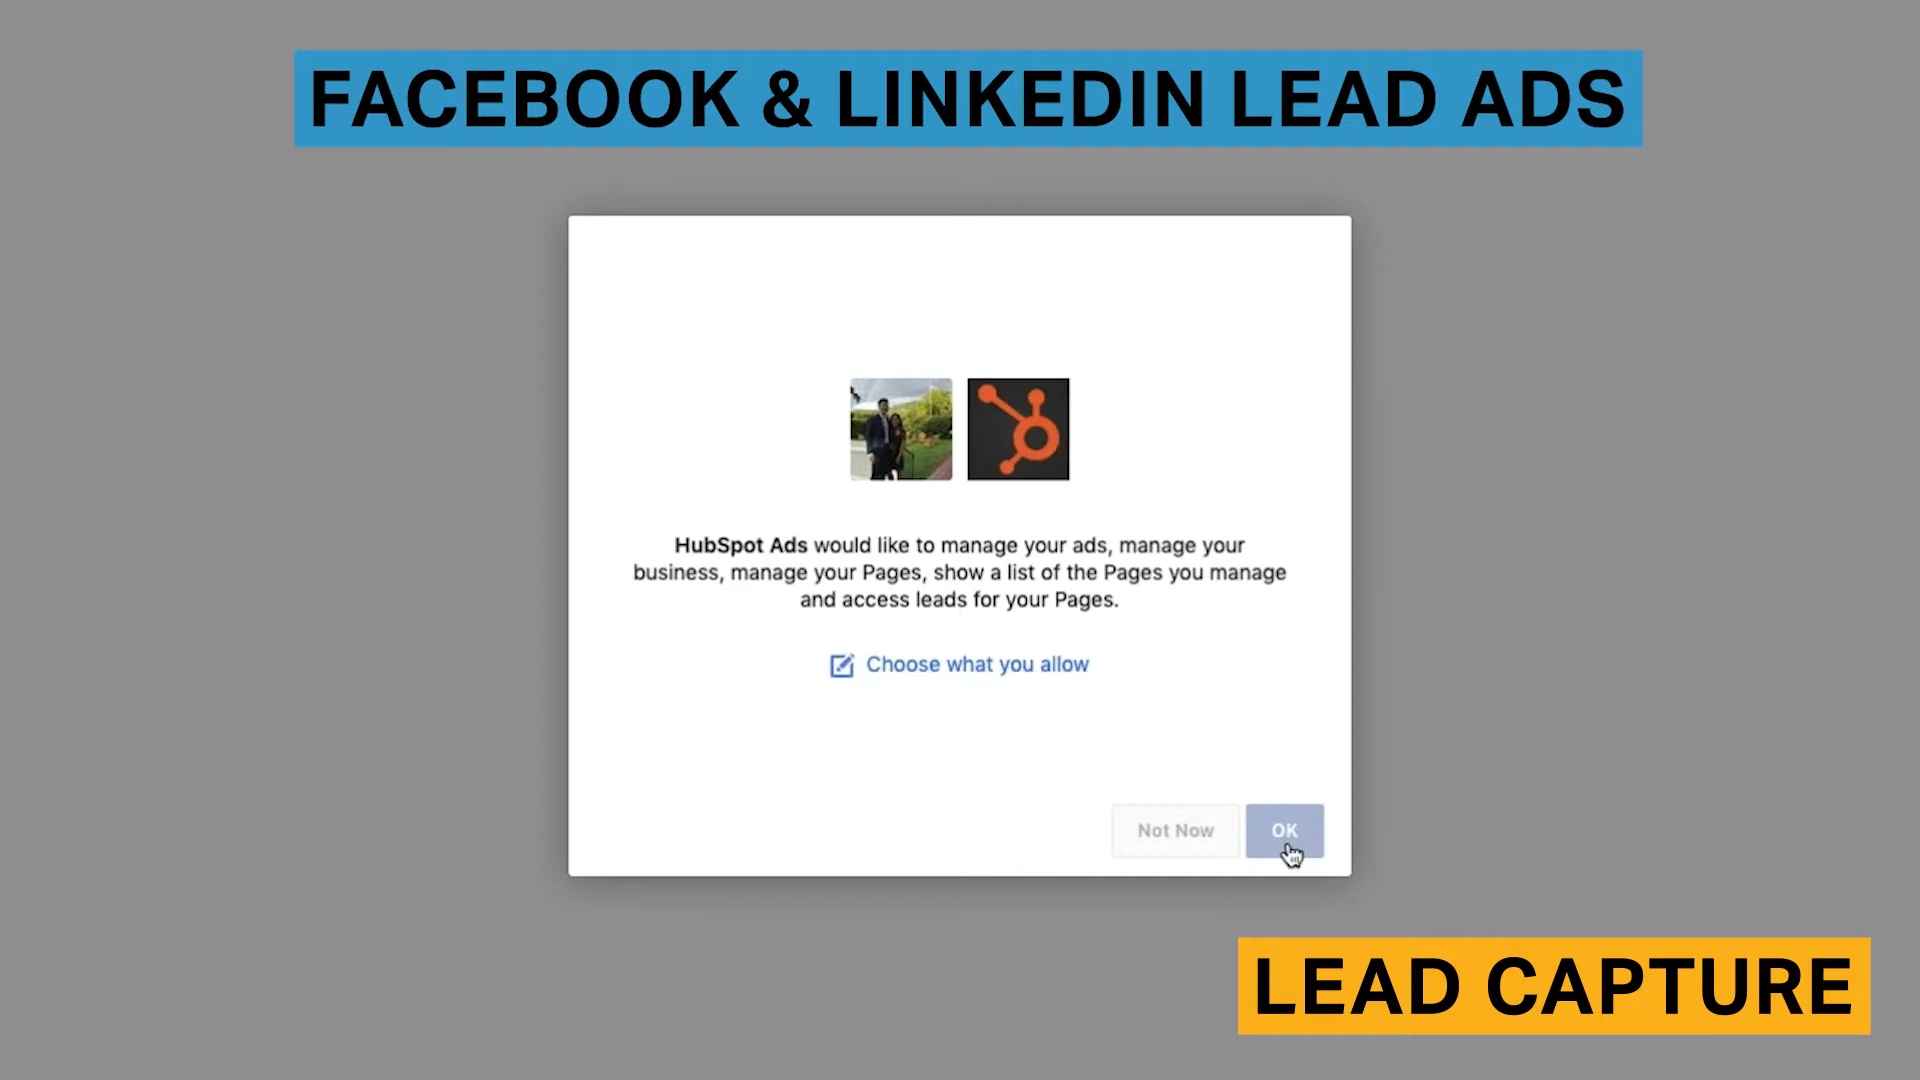 FACEBOOK & LINKEDIN LEAD ADS
HubSpot Ads would like to manage your ads, manage your
business, manage your Pages, show a list of the Pages you manage
and access leads for your Pages.
Choose what you allow
Not Now
OK
LEAD CAPTURE